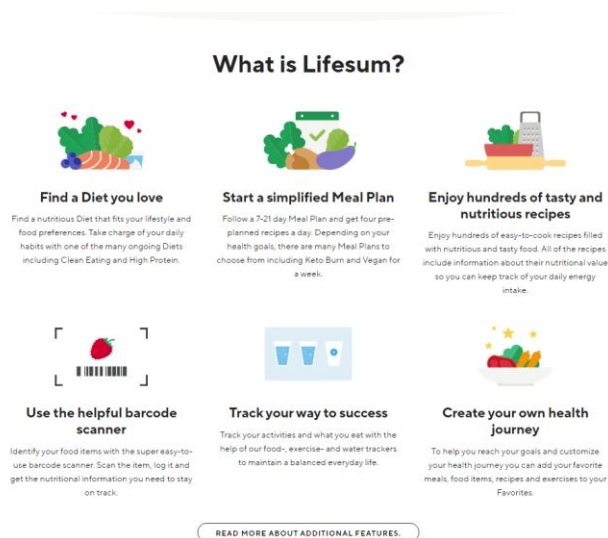 What is Lifesum?
Find a Diet you love
Find a nutritious Diet that fits your lifestyle and
food preferences. Take charge of your daily
habits with one of the many ongoing Diets
including Clean Eating and High Protein.
Start a simplified Meal Plan
Follow a 7-21 day Meal Plan and get four pre-
planned recipes a day. Depending on your
health goals, there are many Meal Plans to
choose from including Keto Burn and Vegan for
a week.
Enjoy hundreds of tasty and
nutritious recipes
Enjoy hundreds of easy-to-cook recipes filled
with nutritious and tasty food. All of the recipes
include information about their nutritional value
so you can keep track of your daily energy
intake.
Use the helpful barcode
scanner
Identify your food items with the super easy-to-
use barcode scanner. Scan the item, log it and
get the nutritional information you need to stay
on track.
Track your way to success
Track your activities and what you eat with the
help of our food-, exercise- and water trackers
to maintain a balanced everyday life.
Create your own health
journey
To help you reach your goals and customize
your health journey you can add your favorite
meals, food items, recipes and exercises to your
Favorites.
READ MORE ABOUT ADDITIONAL FEATURES.